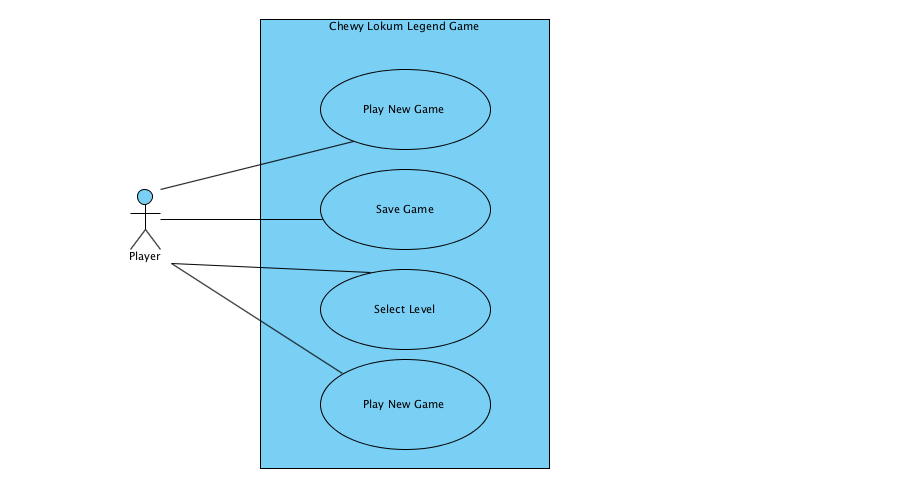 Chewy Lokum Legend Game
Play New Game
Save Game
Player
Select Level
Play New Game